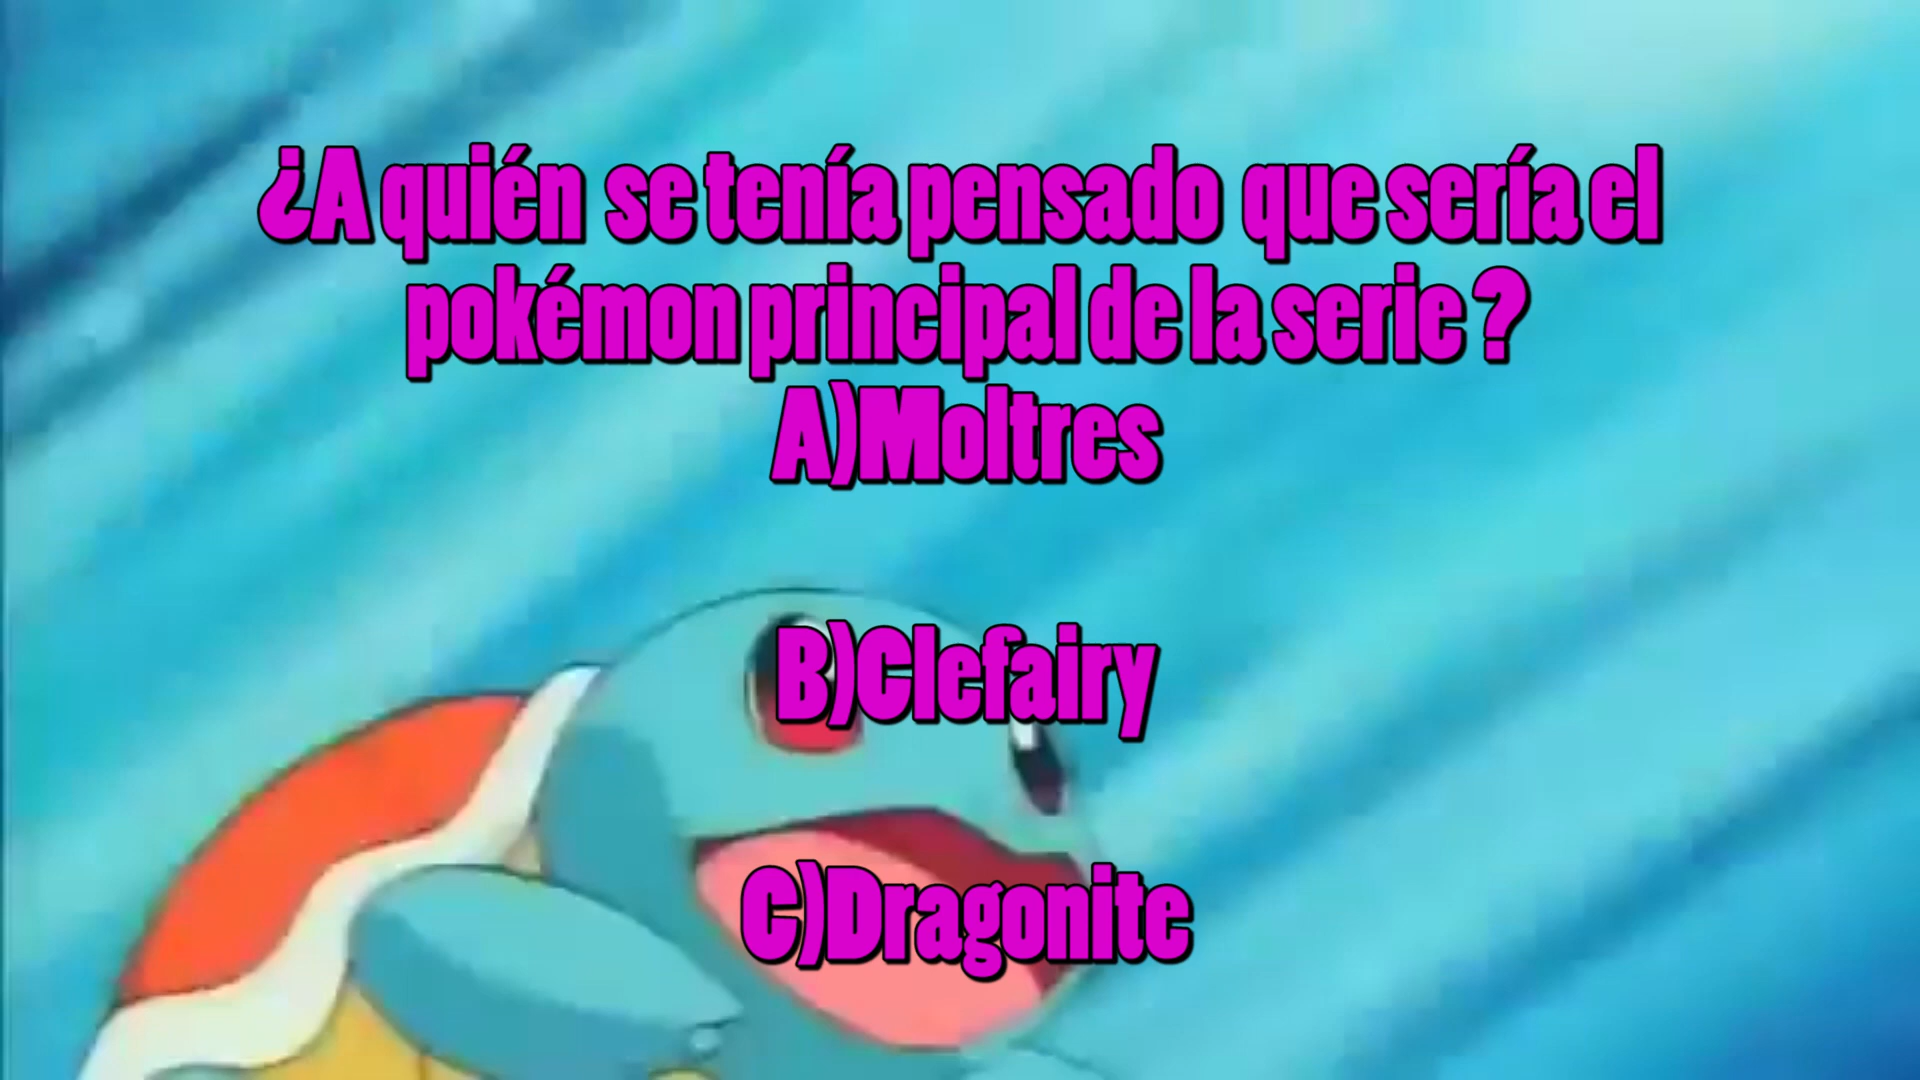 ¿A quién se tenía pensado que sería el
pokémon principal de la serie ?
A)Moltres
B)Clefairy
C)Dragonite